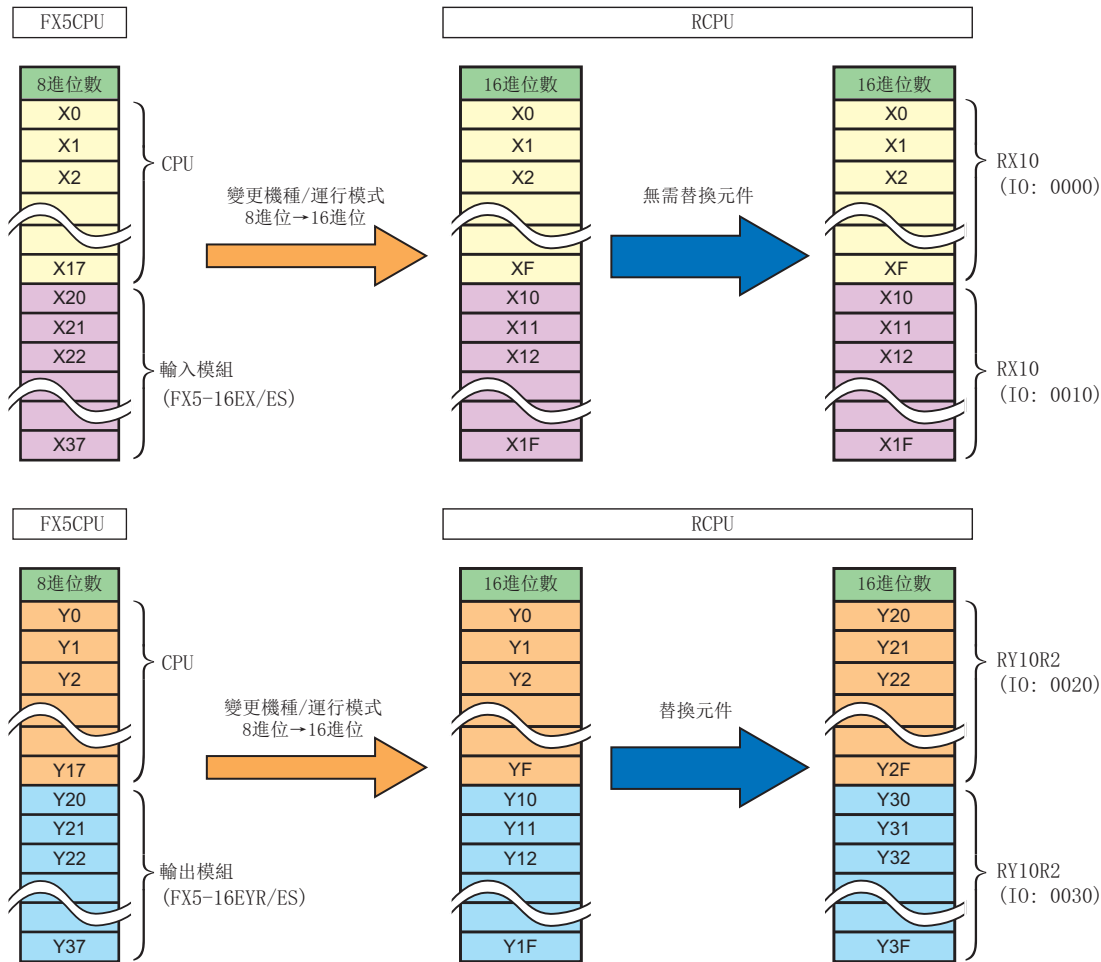 FX5CPU
RCPU
8進位數
X0
X1
X2
X17
X20
X21
X22
X37
CPU
輸入模組
(FX5-16EX/ES)
變更機種/運行模式
8進位→16進位
16進位數
X0
X1
X2
XF
X10
X11
X12
X1F
無需替換元件
16進位數
X0
X1
X2
XF
X10
X11
X12
X1F
RX10
(IO: 0000)
RX10
(IO: 0010)
FX5CPU
RCPU
8進位數
Y0
Y1
Y2
Y17
Y20
Y21
Y22
Y37
CPU
輸出模組
(FX5-16EYR/ES)
變更機種/運行模式
8進位→16進位
16進位數
Y0
Y1
Y2
YF
Y10
Y11
Y12
Y1F
替換元件
16進位數
Y20
Y21
Y22
Y2F
Y30
Y31
Y32
Y3F
RY10R2
(IO: 0020)
RY10R2
(IO: 0030)